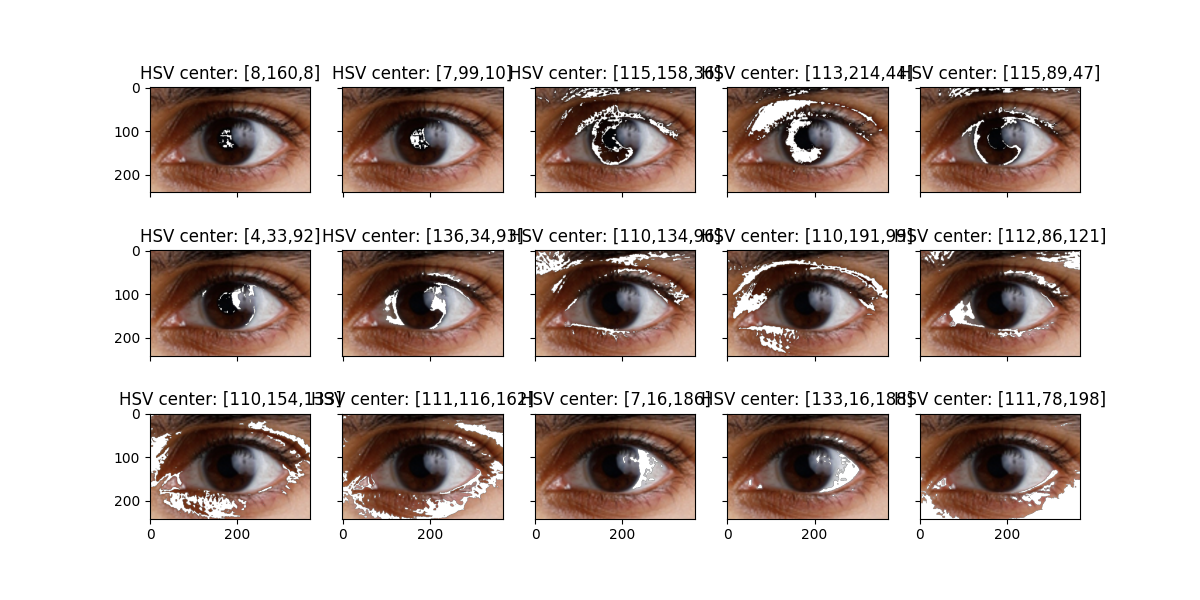 HSV center: [8,160,8] HSV center: [7,99,10] HSV center: [115,158,36] HSV center: [113,214,44] HSV center: [115,89,47]
0
100
200
HSV center: [4,33,92] HSV center: [136,34,93] HSV center: [110,134,96] HSV center: [110,191,99] HSV center: [112,86,121]
0
100
200
HSV center: [110,154,133] HSV center: [111,116,162] HSV center: [7,16,186] HSV center: [133,16,188] HSV center: [111,78,198]
0
100
200
0 200 0 200 0 200 0 200 0 200